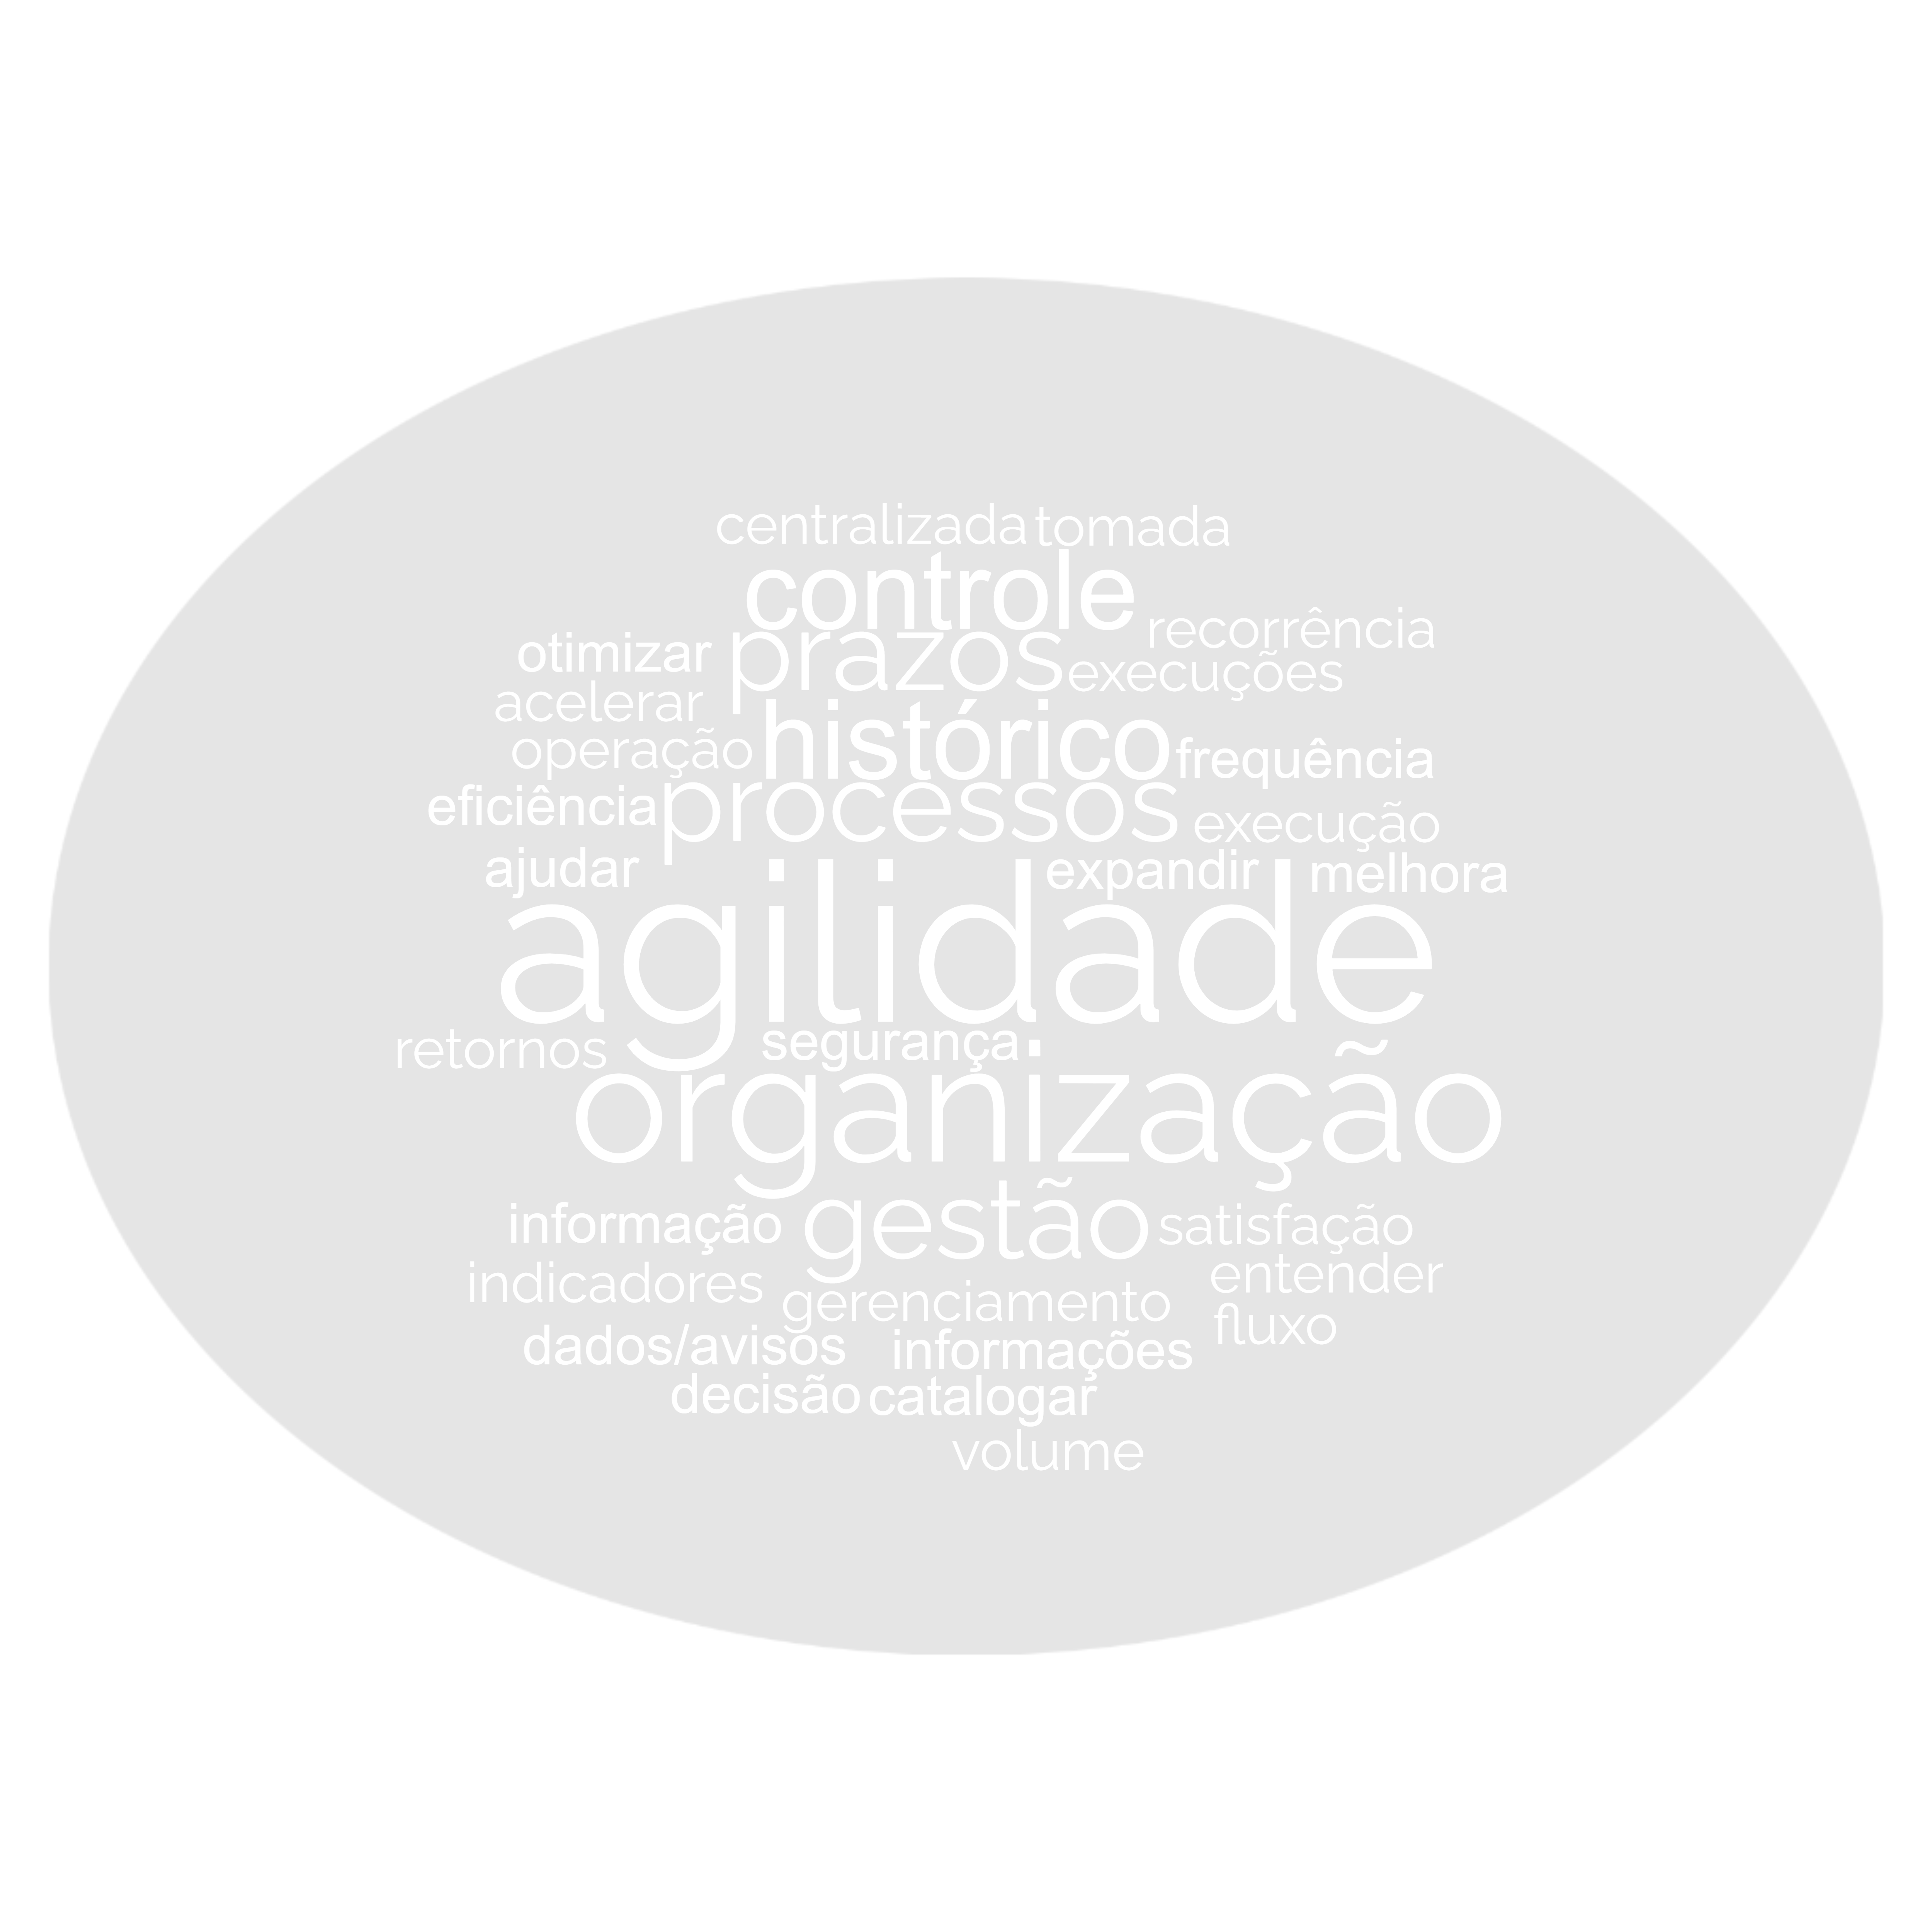 centralizada tomada
controle
recorrência
otimizar prazos execuções
acelerar
operação histórico frequência
eficiência processos execução
ajudar expandir melhorar
agilidade
retornos segurança
organização
informação gestão satisfação
indicadores entender
gerenciamento fluxo
dados/avisos informações
decisão catalogar
volume